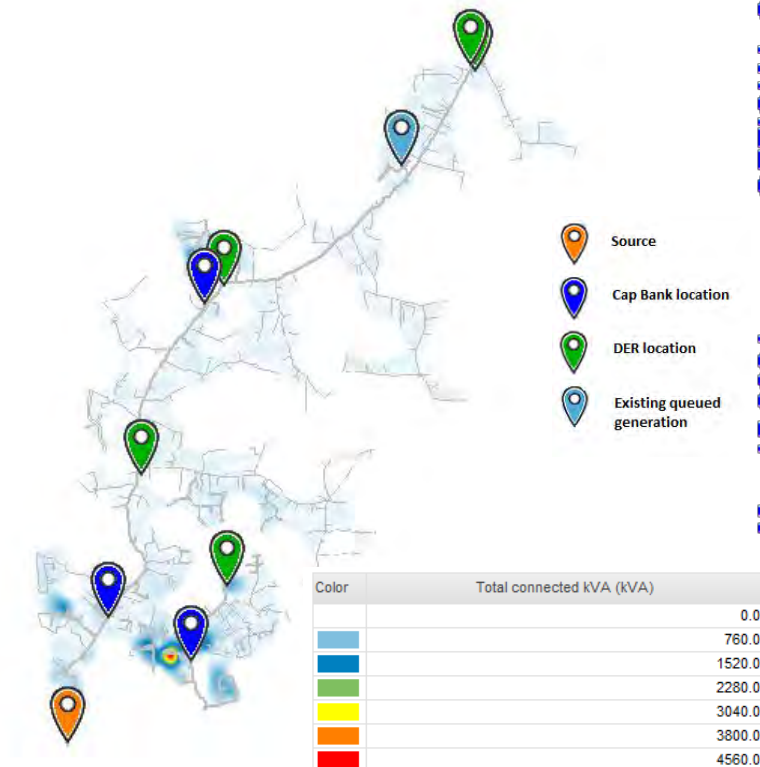 Source
Cap Bank location
DER location
Existing queued
generation
Color Total connected kVA (kVA)
0.0
760.0
1520.0
2280.0
3040.0
3800.0
4560.0